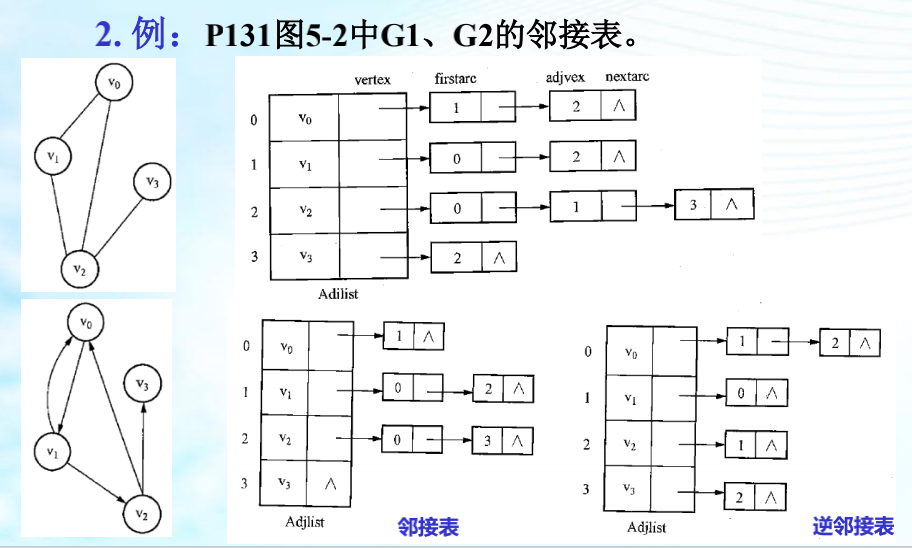 2. 例：P131图5-2中G1、G2的邻接表。
v0
v1
v3
v2
vertex firstarc adjvex nextarc
0 v0 1 2 ∧
1 v1 0 2 ∧
2 v2 0 1 3 ∧
3 v3 2 ∧
Adilist
v0
v3
v1
v2
0 v0 1 ∧
1 v1 0 2 ∧
2 v2 0 3 ∧
3 v3 ∧
Adjlist 邻接表
0 v0 1 2 ∧
1 v1 0 ∧
2 v2 1 ∧
3 v3 2 ∧
Adjlist 逆邻接表